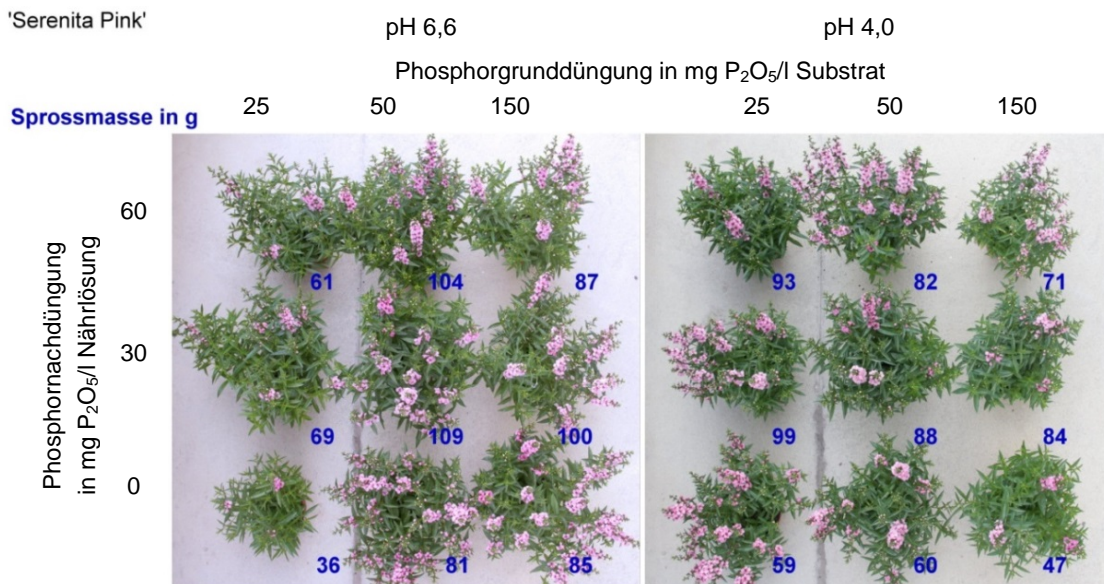 'Serenita Pink'
pH 6,6 pH 4,0
Phosphorgrunddüngung in mg P₂O₅/l Substrat
Sprossmasse in g 25 50 150 25 50 150
Phosphornachdüngung
in mg P₂O₅/l Nährlösung
60
61 104 87 93 82 71
30
69 109 100 99 88 84
0
36 81 85 59 60 47